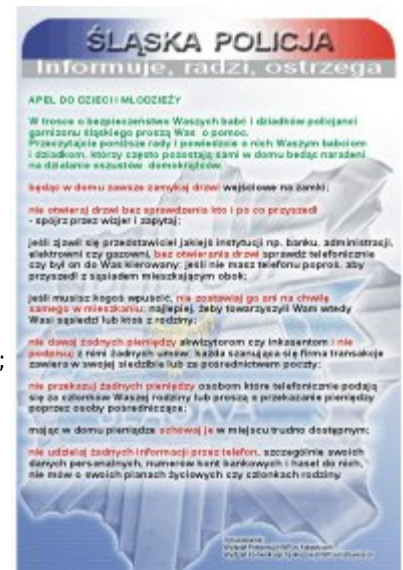 ŚLĄSKA POLICJA
Informuje, radzi, ostrzega
APEL DO DZIECI I MŁODZIEŻY
W trosce o bezpieczeństwo Waszych babć i dziadków policjanci
garnizonu śląskiego proszą Was o pomoc.
Przeczytajcie poniższe rady i powiedzcie o nich Waszym babciom
i dziadkom, którzy często pozostają sami w domu będąc narażeni
na działanie oszustów domokrążców.
będąc w domu zawsze zamykaj drzwi wejściowe na zamki;
nie otwieraj drzwi bez sprawdzenia kto i po co przyszedł
- spójrz przez wizjer i zapytaj;
jeśli zjawił się przedstawiciel jakiejś instytucji np. banku, administracji,
elektrowni czy gazowni, bez otwierania drzwi sprawdź telefonicznie
czy był on do Was kierowany; jeśli nie masz telefonu poproś, aby
przyszedł z sąsiadem mieszkającym obok;
jeśli musisz kogoś wpuścić, nie zostawiaj go ani na chwilę
samego w mieszkaniu; najlepiej, żeby towarzyszyli Wam wtedy
Wasi sąsiedzi lub ktoś z rodziny;
nie dawaj żadnych pieniędzy akwizytorom czy inkasentom i nie
podpisuj z nimi żadnych umów; każda szanująca się firma transakcje
zawiera w swojej siedzibie lub za pośrednictwem poczty;
;
nie przekazuj żadnych pieniędzy osobom które telefonicznie podają
się za członków Waszej rodziny lub proszą o przekazanie pieniędzy
poprzez osoby pośredniczące;
mając w domu pieniądze schowaj je w miejscu trudno dostępnym;
nie udzielaj żadnych informacji przez telefon, szczególnie swoich
danych personalnych, numerów kont bankowych i haseł do nich,
nie mów o swoich planach życiowych czy członkach rodziny